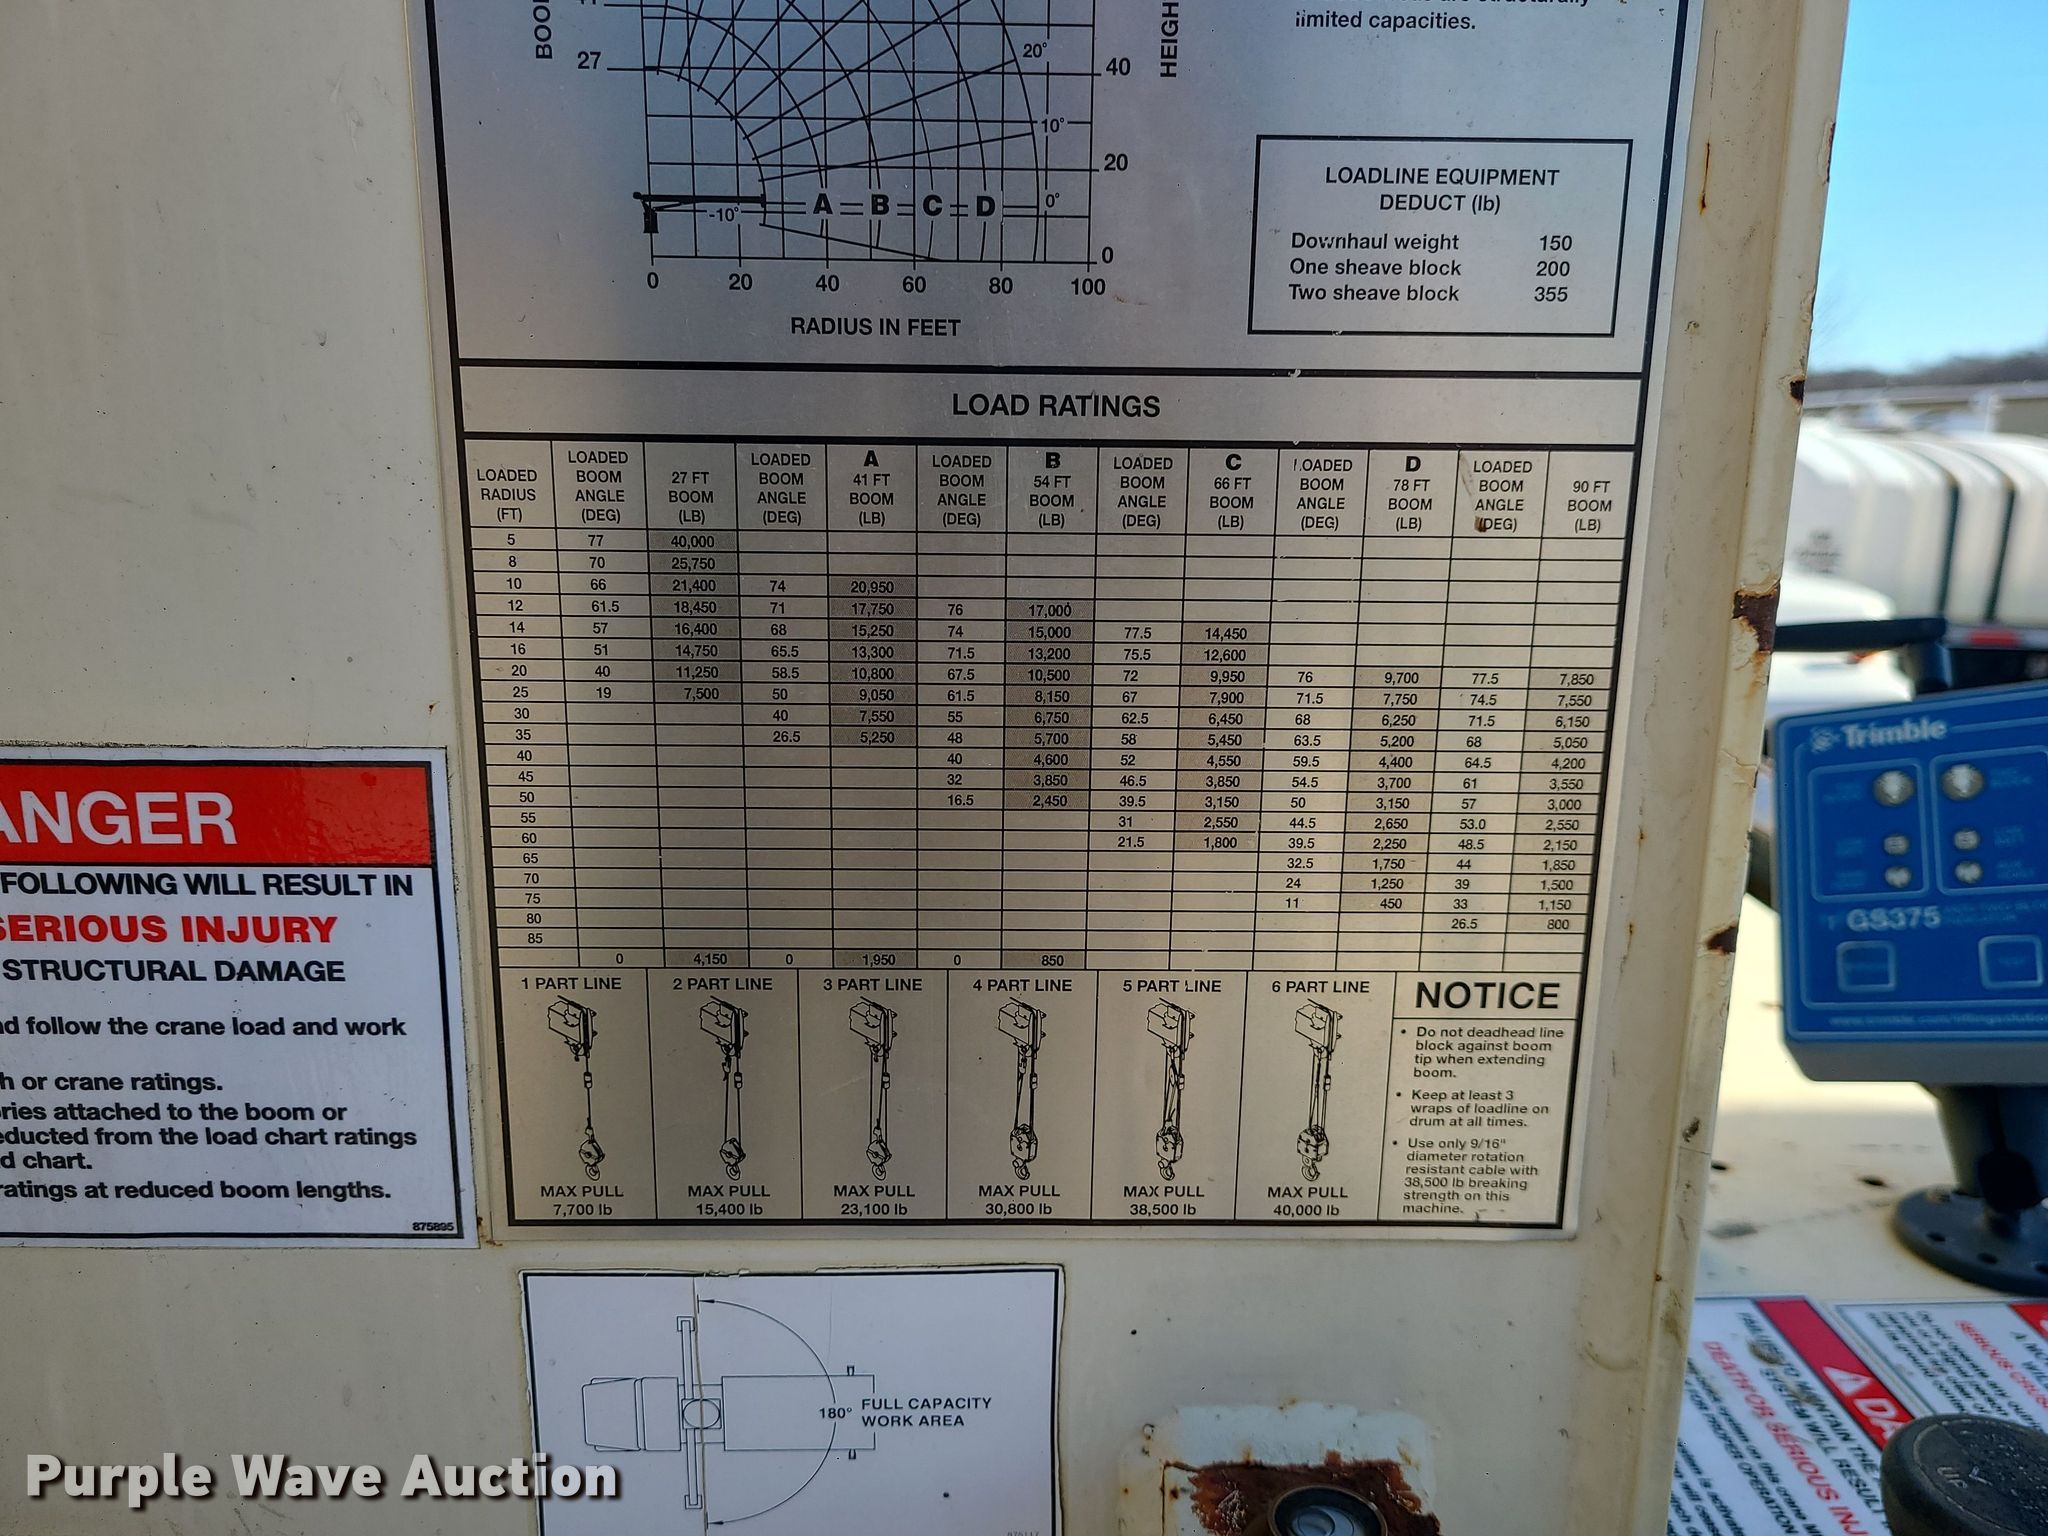 limited capacities.
27
20°
40
10°
20
A B C D
0°
-10°
0
0 20 40 60 80 100
RADIUS IN FEET
LOADLINE EQUIPMENT
DEDUCT (lb)
Downhaul weight 150
One sheave block 200
Two sheave block 355
LOAD RATINGS
LOADED RADIUS (FT) LOADED BOOM ANGLE (DEG) 27 FT BOOM (LB) LOADED BOOM ANGLE (DEG) A 41 FT BOOM (LB) LOADED BOOM ANGLE (DEG) B 54 FT BOOM (LB) LOADED BOOM ANGLE (DEG) C 66 FT BOOM (LB) LOADED BOOM ANGLE (DEG) D 78 FT BOOM (LB) LOADED BOOM ANGLE (DEG) 90 FT BOOM (LB)
5 77 40,000
8 70 25,750
10 66 21,400 74 20,950
12 61.5 18,450 71 17,750 76 17,000
14 57 16,400 68 15,250 74 15,000 77.5 14,450
16 51 14,750 65.5 13,300 71.5 13,200 75.5 12,600
20 40 11,250 58.5 10,800 67.5 10,500 72 9,950 76 9,700 77.5 7,850
25 19 7,500 50 9,050 61.5 8,150 67 7,900 71.5 7,750 74.5 7,550
30 40 7,550 55 6,750 62.5 6,450 68 6,250 71.5 6,150
35 26.5 5,250 48 5,700 58 5,450 63.5 5,200 68 5,050
40 40 4,600 52 4,550 59.5 4,400 64.5 4,200
45 32 3,850 46.5 3,850 54.5 3,700 61 3,550
50 16.5 2,450 39.5 3,150 50 3,150 57 3,000
55 31 2,550 44.5 2,650 53.0 2,550
60 21.5 1,800 39.5 2,250 48.5 2,150
65 32.5 1,750 44 1,850
70 24 1,250 39 1,500
75 11 450 33 1,150
80 26.5 800
85
0 4,150 0 1,950 0 850
1 PART LINE 2 PART LINE 3 PART LINE 4 PART LINE 5 PART LINE 6 PART LINE
MAX PULL MAX PULL MAX PULL MAX PULL MAX PULL MAX PULL
7,700 lb 15,400 lb 23,100 lb 30,800 lb 38,500 lb 40,000 lb
NOTICE
• Do not deadhead line
block against boom
tip when extending
boom.
• Keep at least 3
wraps of loadline on
drum at all times.
• Use only 9/16"
diameter rotation
resistant cable with
38,500 lb breaking
strength on this
machine.
ANGER
FOLLOWING WILL RESULT IN
SERIOUS INJURY
STRUCTURAL DAMAGE
nd follow the crane load and work
h or crane ratings.
ries attached to the boom or
educted from the load chart ratings
d chart.
ratings at reduced boom lengths.
875895
180° FULL CAPACITY
WORK AREA
Trimble
GS375
UP
Purple Wave Auction